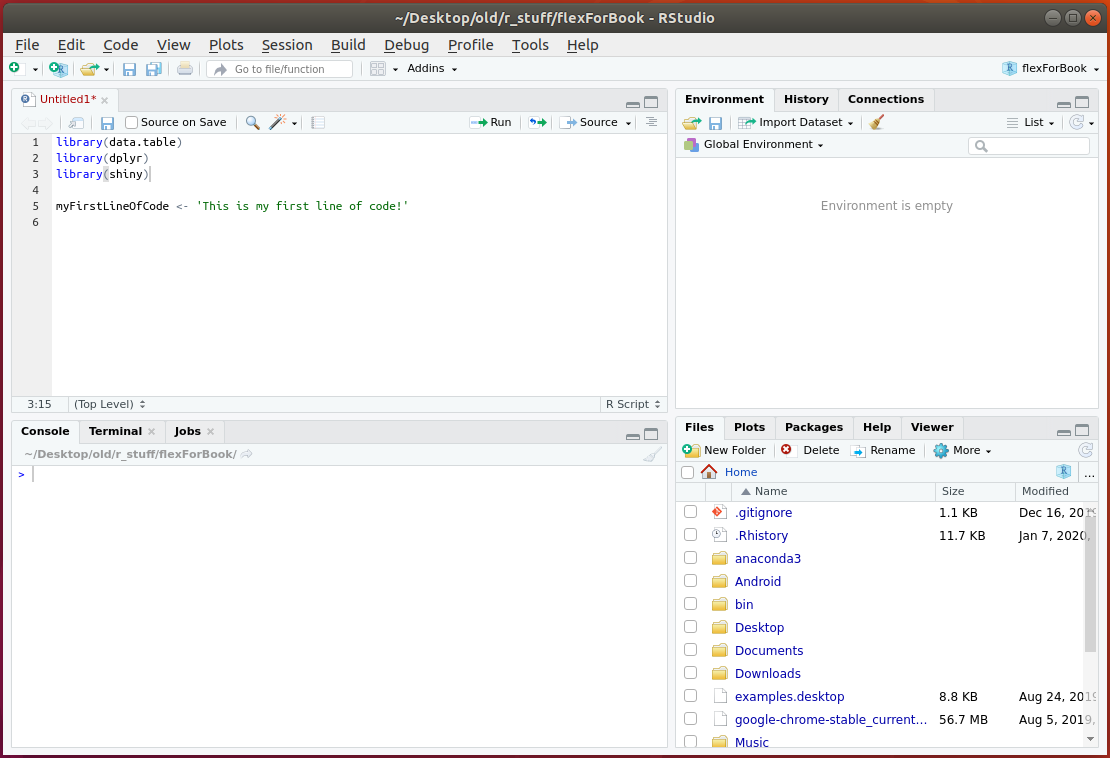 ~/Desktop/old/r_stuff/flexForBook - RStudio
File Edit Code View Plots Session Build Debug Profile Tools Help
Go to file/function Addins flexForBook
Untitled1*
Source on Save Run Source
1 library(data.table)
2 library(dplyr)
3 library(shiny)
4
5 myFirstLineOfCode <- 'This is my first line of code!'
6
3:15 (Top Level) R Script
Console Terminal Jobs
~/Desktop/old/r_stuff/flexForBook/
>
Environment History Connections
Import Dataset List
Global Environment
Environment is empty
Files Plots Packages Help Viewer
New Folder Delete Rename More
Home ...
Name Size Modified
.gitignore 1.1 KB Dec 16, 2019
.Rhistory 11.7 KB Jan 7, 2020,
anaconda3
Android
bin
Desktop
Documents
Downloads
examples.desktop 8.8 KB Aug 24, 2019
google-chrome-stable_current... 56.7 MB Aug 5, 2019,
Music